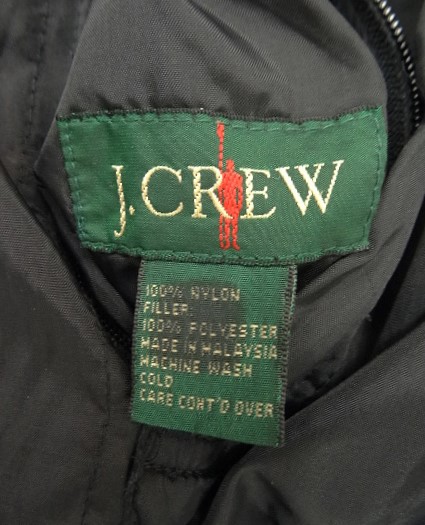 J.CREW
100% NYLON
FILLER:
100% POLYESTER
MADE IN MALAYSIA
MACHINE WASH
COLD
CARE CONT'D OVER